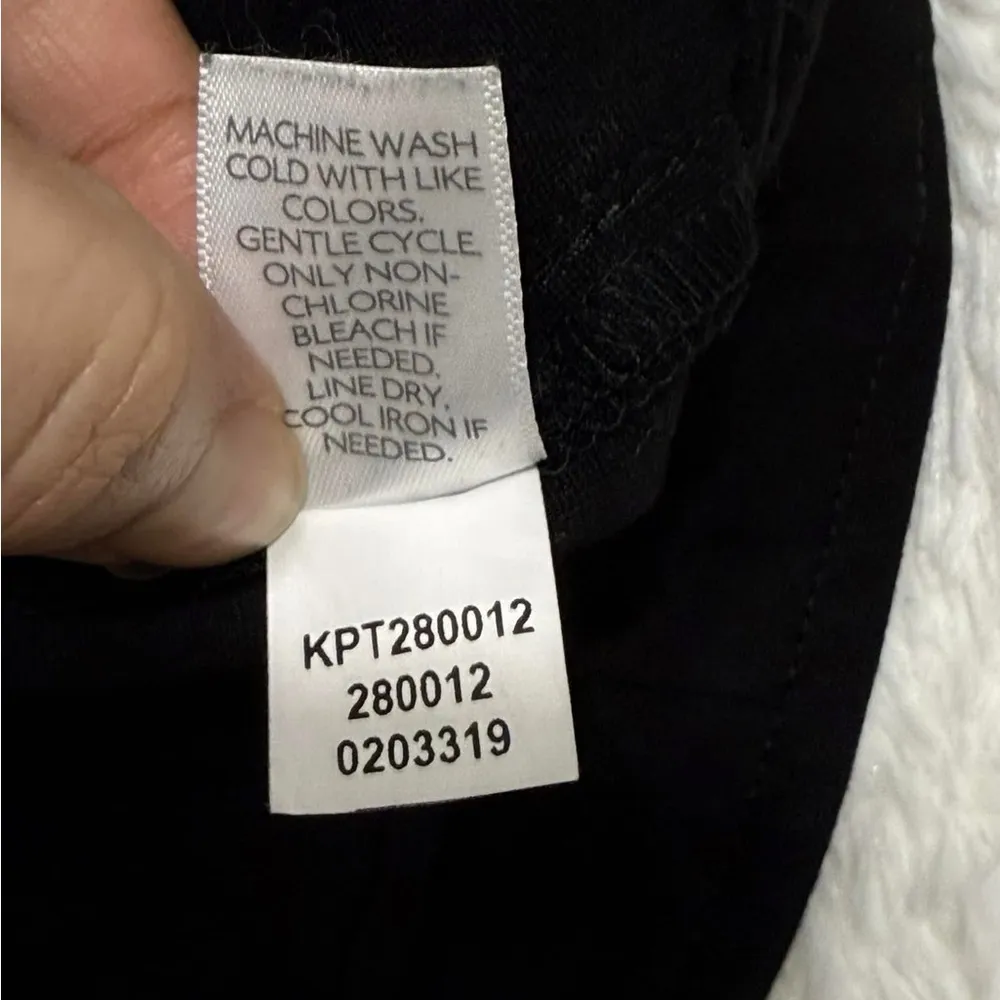 MACHINE WASH
COLD WITH LIKE
COLORS.
GENTLE CYCLE.
ONLY NON-
CHLORINE
BLEACH IF
NEEDED.
LINE DRY.
COOL IRON IF
NEEDED.
KPT280012
280012
0203319